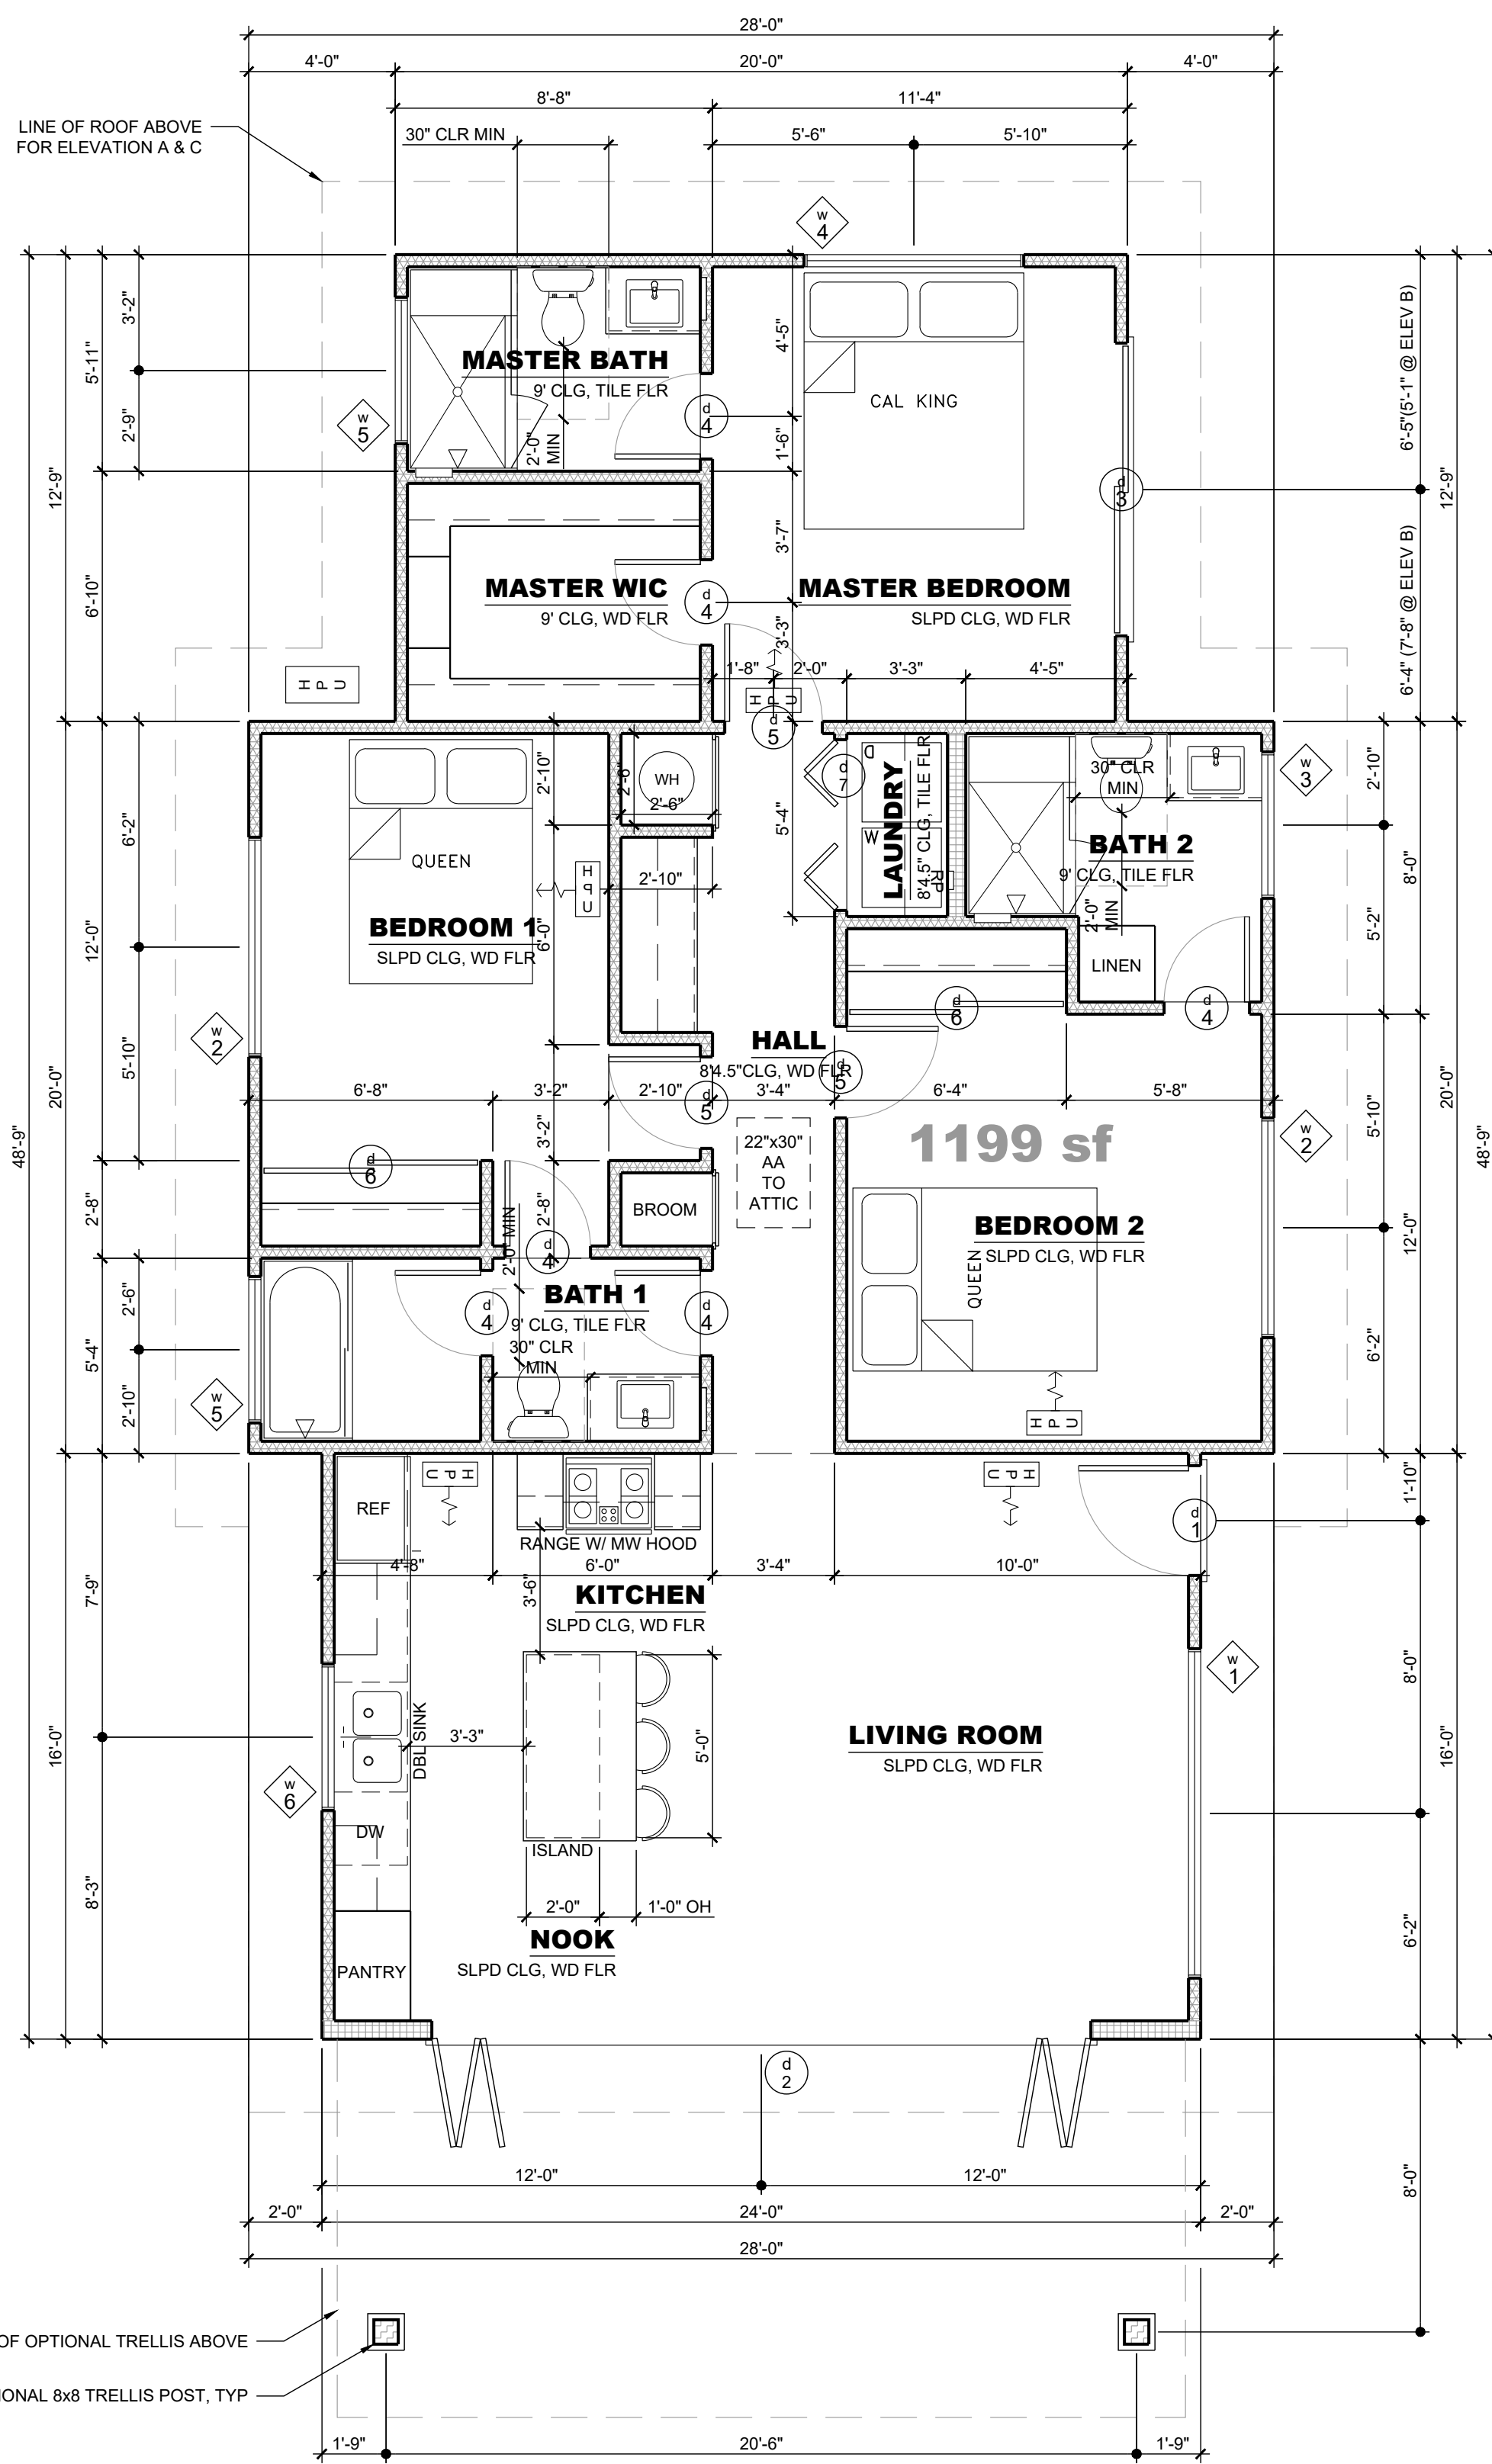 28'-0"
4'-0" 20'-0" 4'-0"
8'-8" 11'-4"
30" CLR MIN 5'-6" 5'-10"
LINE OF ROOF ABOVE
FOR ELEVATION A & C
w
4
3'-2"
5'-11"
2'-9"
12'-9"
6'-10"
w
5
MASTER BATH
9' CLG, TILE FLR
2'-0"
MIN
d
4
4'-5"
1'-6"
3'-7"
3'-3"
CAL KING
d
3
6'-5"(5'-1" @ ELEV B)
6'-4" (7'-8" @ ELEV B)
12'-9"
MASTER WIC
9' CLG, WD FLR
d
4
MASTER BEDROOM
SLPD CLG, WD FLR
HPU
1'-8" 2'-0" 3'-3" 4'-5"
HPU
d
5
QUEEN
BEDROOM 1
SLPD CLG, WD FLR
HPU
2'-10"
2'-6"
WH
2'-6"
2'-10"
6'-0"
5'-4"
d
7
D
W
LAUNDRY
8'4.5" CLG, TILE FLR
RP
30" CLR
MIN
BATH 2
9' CLG, TILE FLR
2'-0"
MIN
LINEN
w
3
2'-10"
5'-2"
8'-0"
6'-2"
12'-0"
5'-10"
w
2
20'-0"
48'-9"
HALL
8'4.5"CLG, WD FLR
d
5
d
6
d
4
6'-8" 3'-2" 2'-10" 3'-4" 6'-4" 5'-8"
d
5
3'-2"
22"x30"
AA
TO
ATTIC
1199 sf
w
2
5'-10"
12'-0"
6'-2"
20'-0"
48'-9"
d
6
2'-8"
2'-8"
BROOM
BEDROOM 2
SLPD CLG, WD FLR
QUEEN
HPU
2'-0" MIN
d
4
2'-6"
5'-4"
2'-10"
w
5
d
4
BATH 1
9' CLG, TILE FLR
30" CLR
MIN
d
4
REF
HPU
HPU
d
1
1'-10"
RANGE W/ MW HOOD
4'-8" 6'-0" 3'-4" 10'-0"
3'-6"
KITCHEN
SLPD CLG, WD FLR
7'-9"
16'-0"
8'-3"
w
6
DBL SINK
3'-3"
5'-0"
DW
ISLAND
2'-0" 1'-0" OH
LIVING ROOM
SLPD CLG, WD FLR
w
1
8'-0"
6'-2"
16'-0"
NOOK
SLPD CLG, WD FLR
PANTRY
d
2
8'-0"
12'-0" 12'-0"
2'-0" 24'-0" 2'-0"
28'-0"
OF OPTIONAL TRELLIS ABOVE
IONAL 8x8 TRELLIS POST, TYP
1'-9" 20'-6" 1'-9"